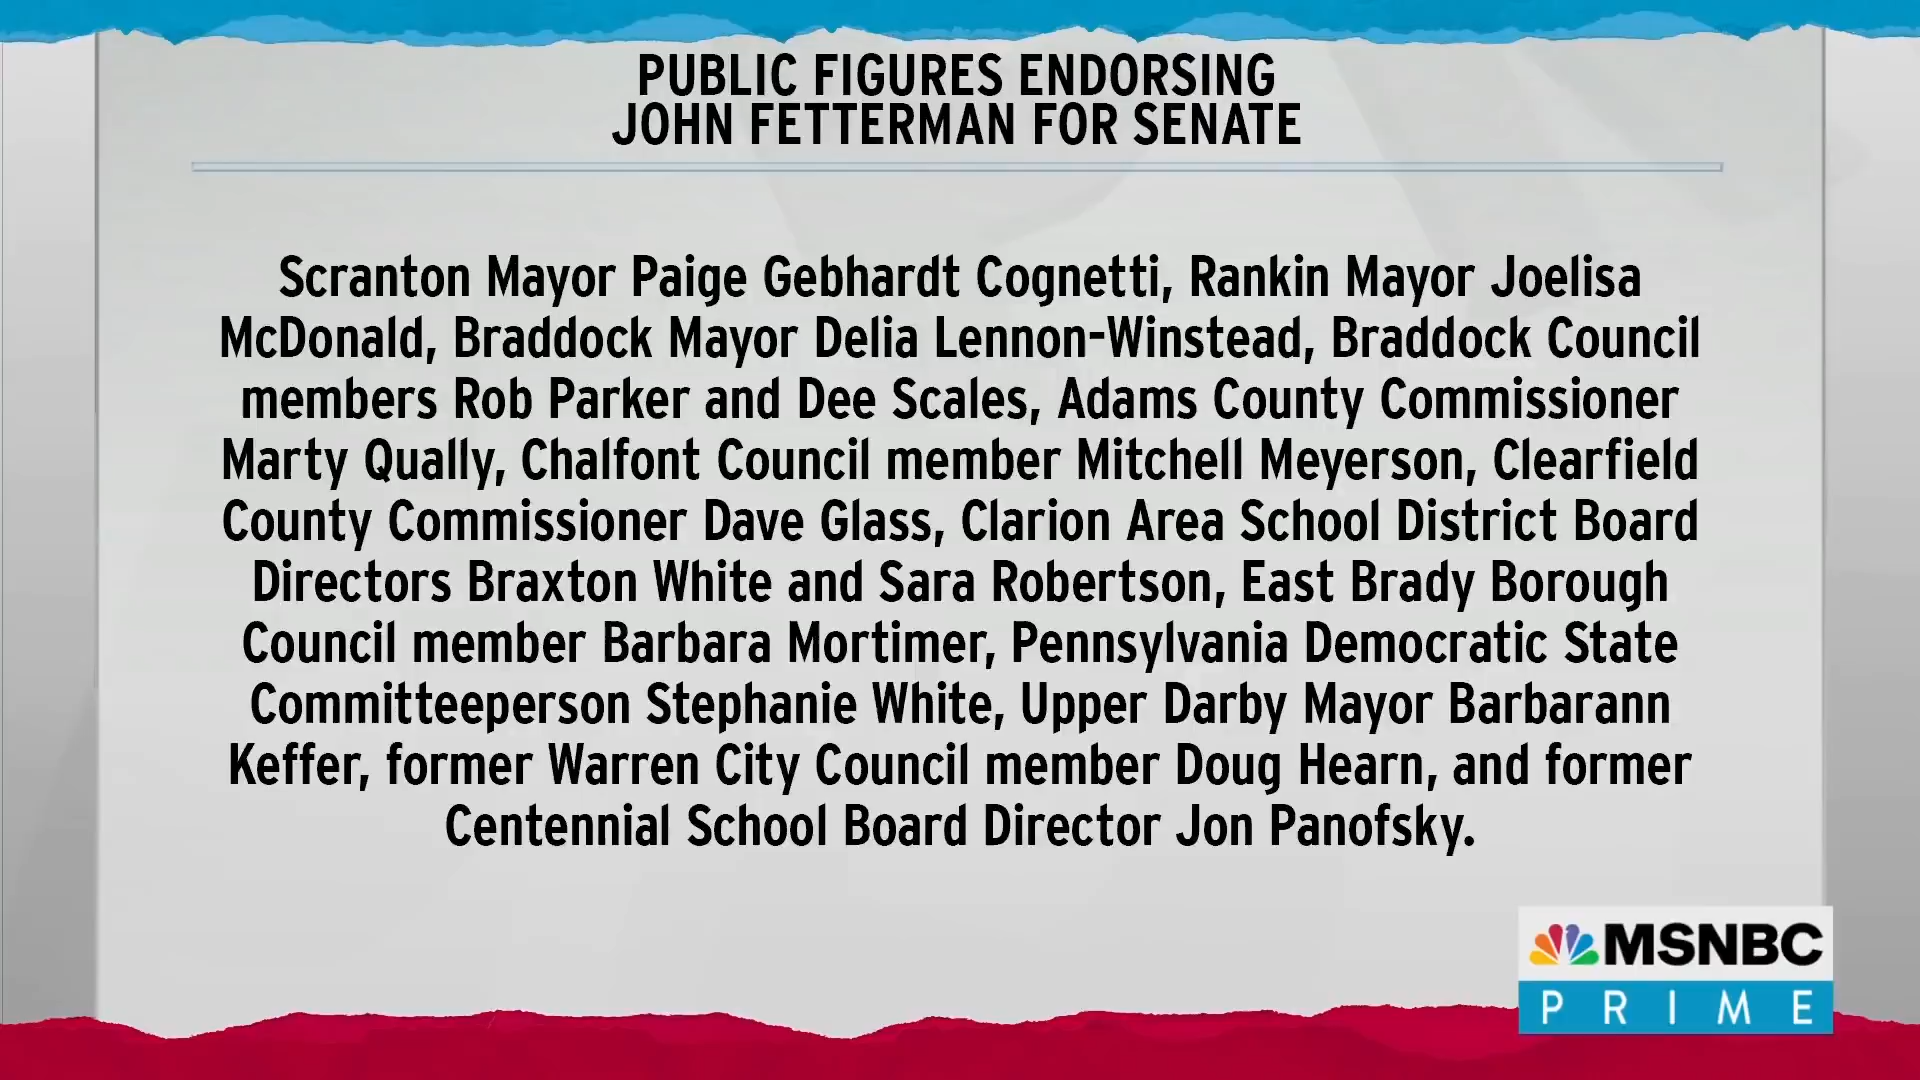 PUBLIC FIGURES ENDORSING
JOHN FETTERMAN FOR SENATE
Scranton Mayor Paige Gebhardt Cognetti, Rankin Mayor Joelisa
McDonald, Braddock Mayor Delia Lennon-Winstead, Braddock Council
members Rob Parker and Dee Scales, Adams County Commissioner
Marty Qually, Chalfont Council member Mitchell Meyerson, Clearfield
County Commissioner Dave Glass, Clarion Area School District Board
Directors Braxton White and Sara Robertson, East Brady Borough
Council member Barbara Mortimer, Pennsylvania Democratic State
Committeeperson Stephanie White, Upper Darby Mayor Barbarann
Keffer, former Warren City Council member Doug Hearn, and former
Centennial School Board Director Jon Panofsky.
MSNBC
PRIME